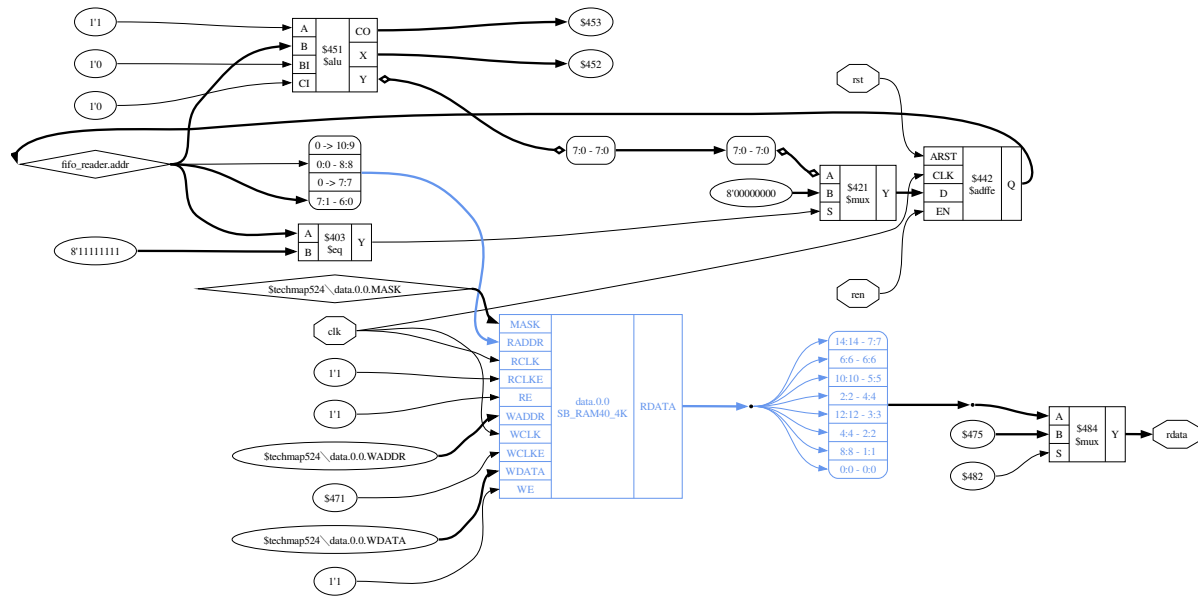 1'1
1'0
1'0
A
B
BI
CI
$451
$alu
CO
X
Y
$453
$452
rst
fifo_reader.addr
0 -> 10:9
0:0 - 8:8
0 -> 7:7
7:1 - 6:0
7:0 - 7:0
7:0 - 7:0
8'00000000
A
B
S
$421
$mux
Y
ARST
CLK
D
EN
$442
$adffe
Q
8'11111111
A
B
$403
$eq
Y
ren
$techmap524\data.0.0.MASK
clk
1'1
1'1
$techmap524\data.0.0.WADDR
$471
$techmap524\data.0.0.WDATA
1'1
MASK
RADDR
RCLK
RCLKE
RE
WADDR
WCLK
WCLKE
WDATA
WE
data.0.0
SB_RAM40_4K
RDATA
14:14 - 7:7
6:6 - 6:6
10:10 - 5:5
2:2 - 4:4
12:12 - 3:3
4:4 - 2:2
8:8 - 1:1
0:0 - 0:0
$475
$482
A
B
S
$484
$mux
Y
rdata